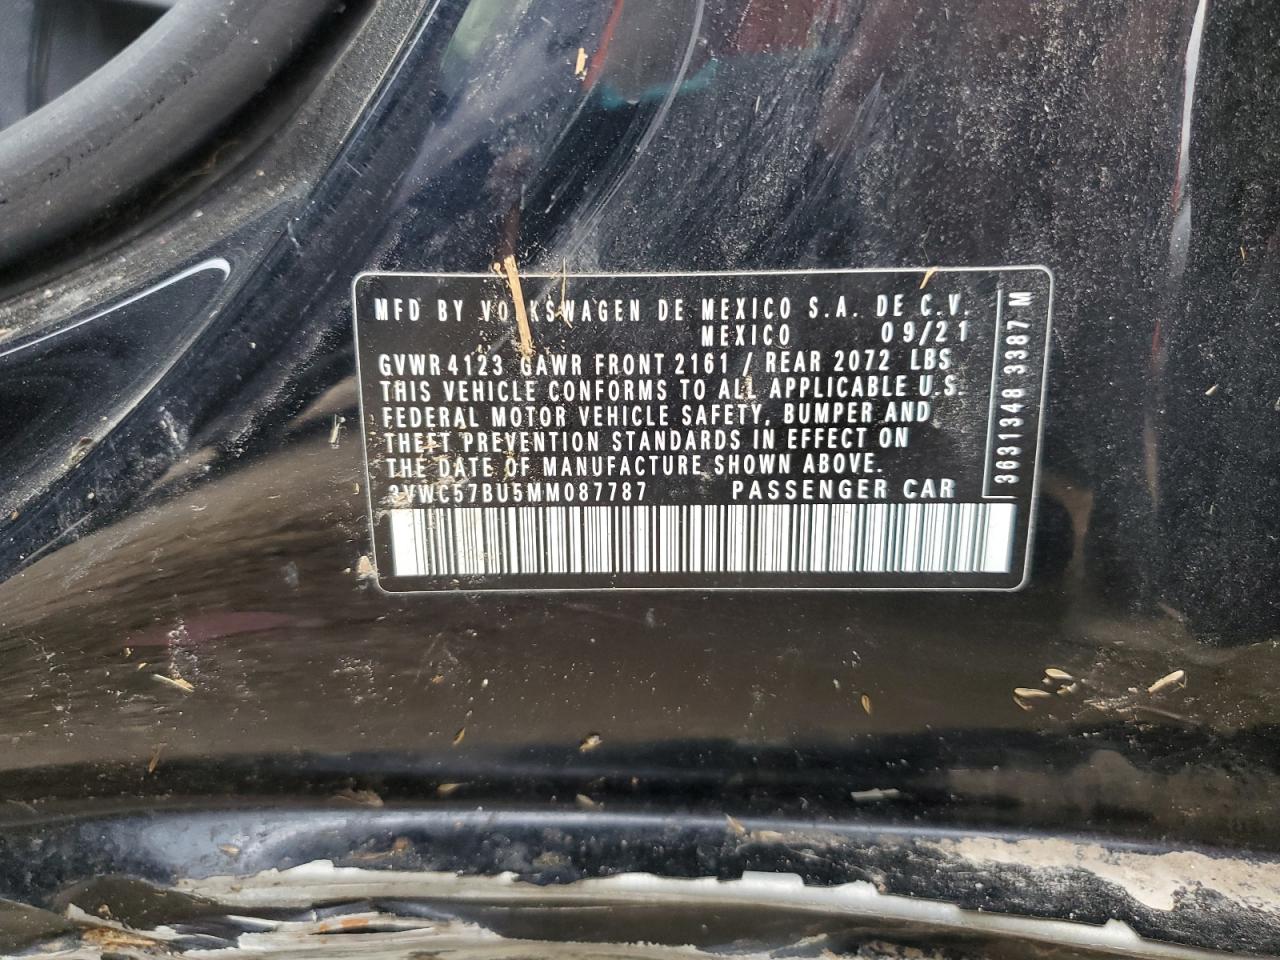 MFD BY VOLKSWAGEN DE MEXICO S.A. DE C.V.
MEXICO 09/21
GVWR 4123 GAWR FRONT 2161 / REAR 2072 LBS
THIS VEHICLE CONFORMS TO ALL APPLICABLE U.S.
FEDERAL MOTOR VEHICLE SAFETY, BUMPER AND
THEFT PREVENTION STANDARDS IN EFFECT ON
THE DATE OF MANUFACTURE SHOWN ABOVE.
3VWC57BU5MM087787 PASSENGER CAR
3631348 3387 M